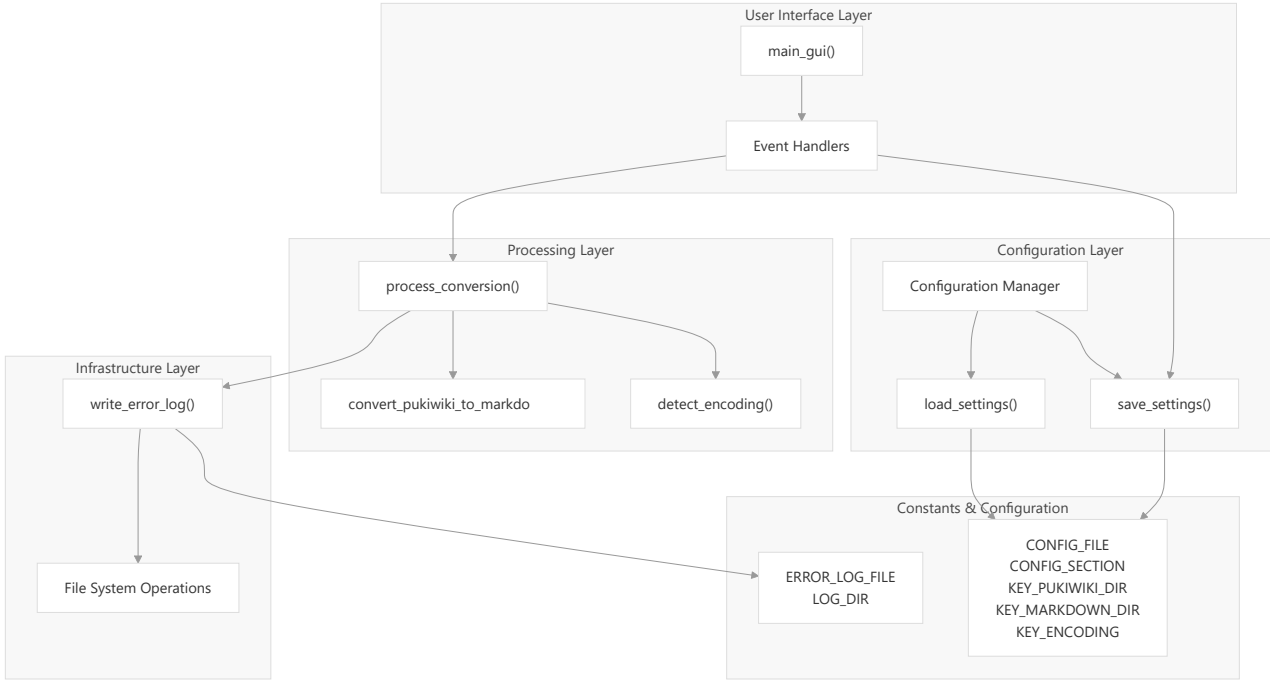 User Interface Layer
main_gui()
Event Handlers
Processing Layer
process_conversion()
convert_pukiwiki_to_markdo
detect_encoding()
Configuration Layer
Configuration Manager
load_settings()
save_settings()
Infrastructure Layer
write_error_log()
File System Operations
Constants & Configuration
ERROR_LOG_FILE
LOG_DIR
CONFIG_FILE
CONFIG_SECTION
KEY_PUKIWIKI_DIR
KEY_MARKDOWN_DIR
KEY_ENCODING